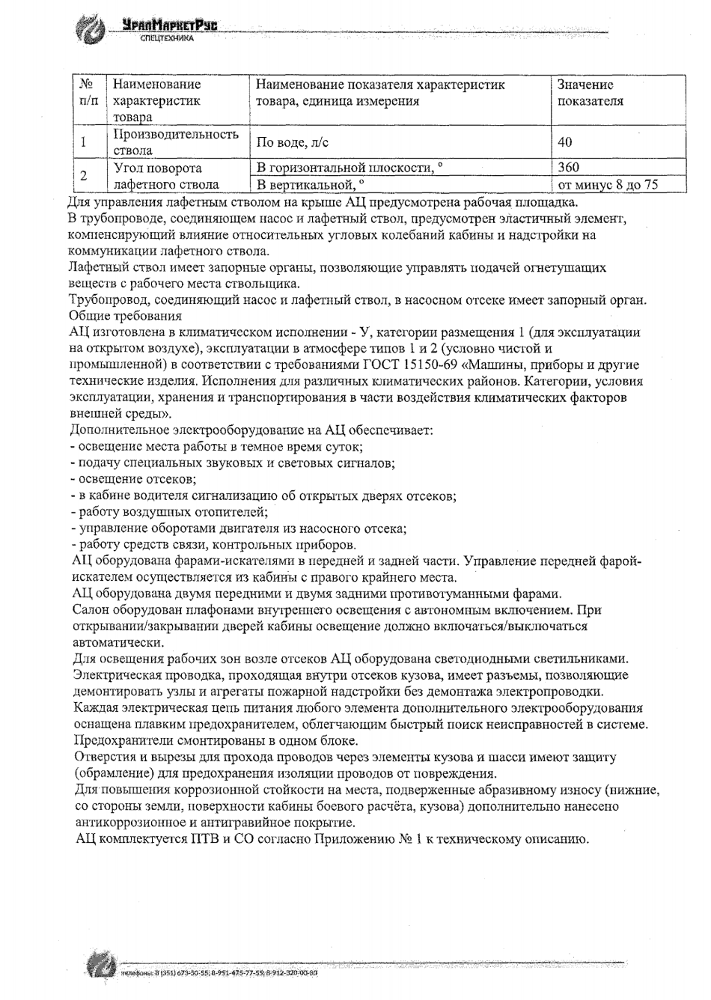 УралМаркетРус
СПЕЦТЕХНИКА
№ п/п | Наименование характеристик товара | Наименование показателя характеристик товара, единица измерения | Значение показателя
1 | Производительность ствола | По воде, л/с | 40
2 | Угол поворота лафетного ствола | В горизонтальной плоскости, ° | 360
В вертикальной, ° | от минус 8 до 75
Для управления лафетным стволом на крыше АЦ предусмотрена рабочая площадка.
В трубопроводе, соединяющем насос и лафетный ствол, предусмотрен эластичный элемент,
компенсирующий влияние относительных угловых колебаний кабины и надстройки на
коммуникации лафетного ствола.
Лафетный ствол имеет запорные органы, позволяющие управлять подачей огнетушащих
веществ с рабочего места ствольщика.
Трубопровод, соединяющий насос и лафетный ствол, в насосном отсеке имеет запорный орган.
Общие требования
АЦ изготовлена в климатическом исполнении - У, категории размещения 1 (для эксплуатации
на открытом воздухе), эксплуатации в атмосфере типов 1 и 2 (условно чистой и
промышленной) в соответствии с требованиями ГОСТ 15150-69 «Машины, приборы и другие
технические изделия. Исполнения для различных климатических районов. Категории, условия
эксплуатации, хранения и транспортирования в части воздействия климатических факторов
внешней среды».
Дополнительное электрооборудование на АЦ обеспечивает:
- освещение места работы в темное время суток;
- подачу специальных звуковых и световых сигналов;
- освещение отсеков;
- в кабине водителя сигнализацию об открытых дверях отсеков;
- работу воздушных отопителей;
- управление оборотами двигателя из насосного отсека;
- работу средств связи, контрольных приборов.
АЦ оборудована фарами-искателями в передней и задней части. Управление передней фарой-
искателем осуществляется из кабины с правого крайнего места.
АЦ оборудована двумя передними и двумя задними противотуманными фарами.
Салон оборудован плафонами внутреннего освещения с автономным включением. При
открывании/закрывании дверей кабины освещение должно включаться/выключаться
автоматически.
Для освещения рабочих зон возле отсеков АЦ оборудована светодиодными светильниками.
Электрическая проводка, проходящая внутри отсеков кузова, имеет разъемы, позволяющие
демонтировать узлы и агрегаты пожарной надстройки без демонтажа электропроводки.
Каждая электрическая цепь питания любого элемента дополнительного электрооборудования
оснащена плавким предохранителем, облегчающим быстрый поиск неисправностей в системе.
Предохранители смонтированы в одном блоке.
Отверстия и вырезы для прохода проводов через элементы кузова и шасси имеют защиту
(обрамление) для предохранения изоляции проводов от повреждения.
Для повышения коррозионной стойкости на места, подверженные абразивному износу (нижние,
со стороны земли, поверхности кабины боевого расчёта, кузова) дополнительно нанесено
антикоррозионное и антигравийное покрытие.
АЦ комплектуется ПТВ и СО согласно Приложению № 1 к техническому описанию.
телефоны: 8 (351) 673-50-55; 8-951-475-77-55; 8-912-320-00-80